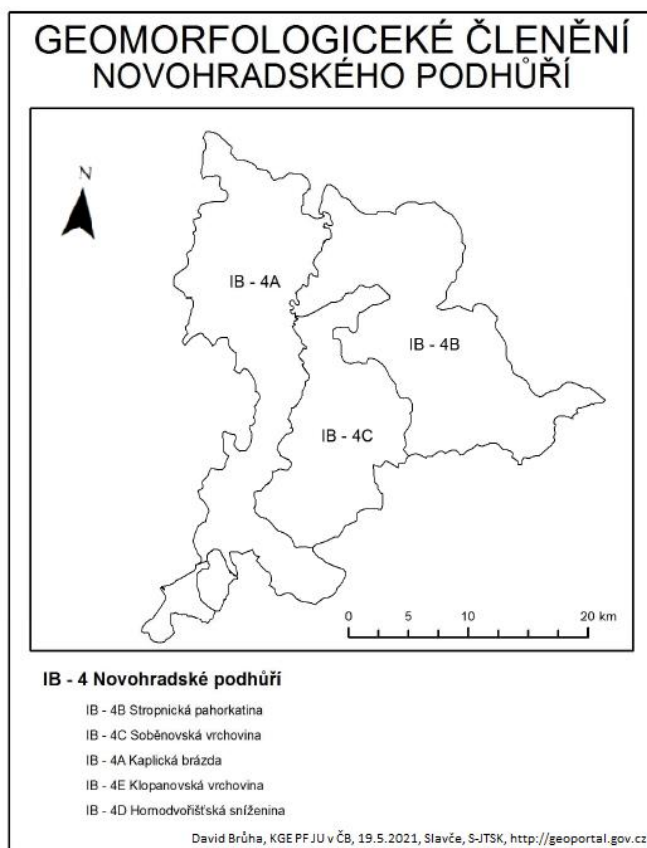 GEOMORFOLOGICEKÉ ČLENĚNÍ
NOVOHRADSKÉHO PODHŮŘÍ
N
IB - 4A
IB - 4B
IB - 4C
0 5 10 20 km
IB - 4 Novohradské podhůří
IB - 4B Stropnická pahorkatina
IB - 4C Soběnovská vrchovina
IB - 4A Kaplická brázda
IB - 4E Klopanovská vrchovina
IB - 4D Hornodvořišťská sníženina
David Brůha, KGE PF JU v ČB, 19.5.2021, Slavče, S-JTSK, http://geoportal.gov.cz